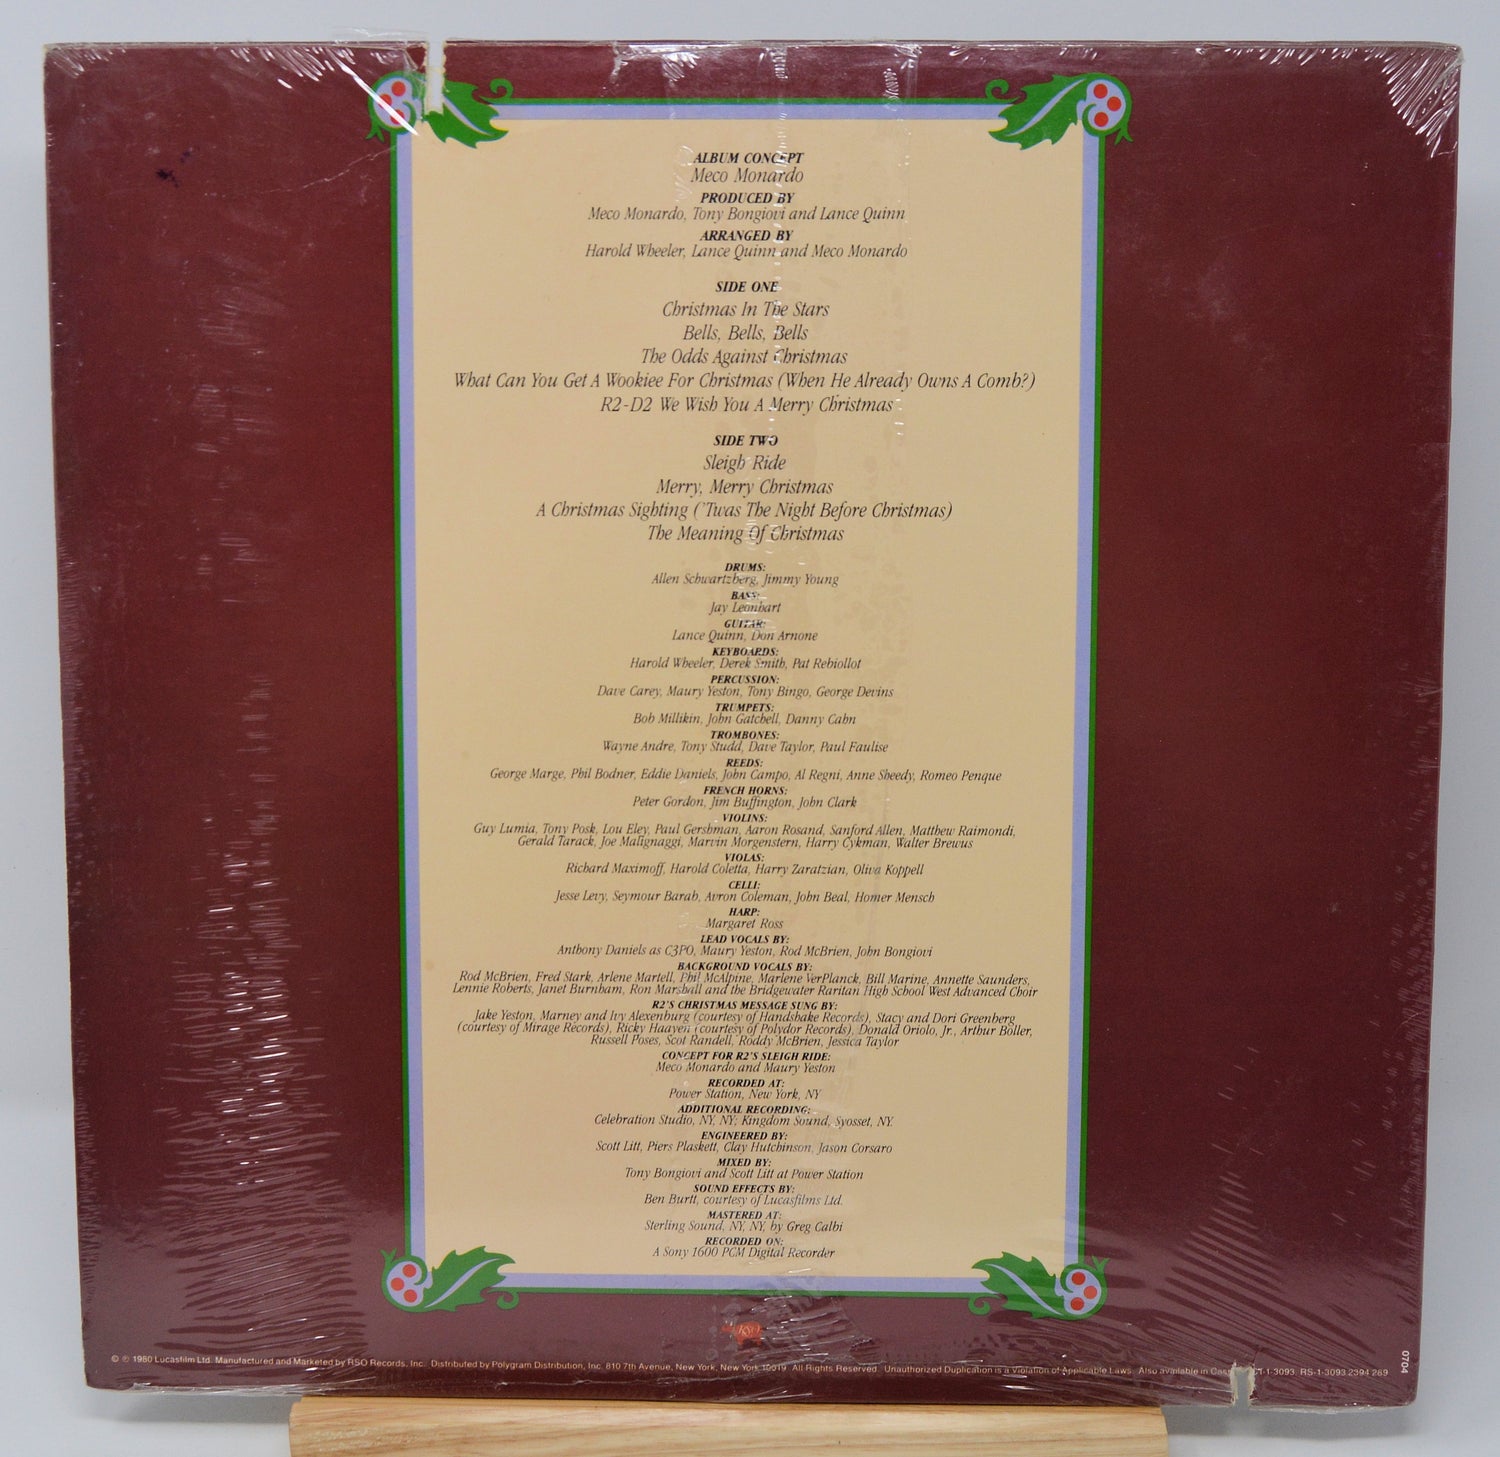 ALBUM CONCEPT
Meco Monardo
PRODUCED BY
Meco Monardo, Tony Bongiovi and Lance Quinn
ARRANGED BY
Harold Wheeler, Lance Quinn and Meco Monardo
SIDE ONE
Christmas In The Stars
Bells, Bells, Bells
The Odds Against Christmas
What Can You Get A Wookiee For Christmas (When He Already Owns A Comb?)
R2-D2 We Wish You A Merry Christmas
SIDE TWO
Sleigh Ride
Merry, Merry Christmas
A Christmas Sighting ('Twas The Night Before Christmas)
The Meaning Of Christmas
DRUMS:
Allen Schwartzberg, Jimmy Young
BASS:
Jay Leonhart
GUITAR:
Lance Quinn, Don Arnone
KEYBOARDS:
Harold Wheeler, Derek Smith, Pat Rebiollot
PERCUSSION:
Dave Carey, Maury Yeston, Tony Bingo, George Devins
TRUMPETS:
Bob Millikin, John Gatchell, Danny Cahn
TROMBONES:
Wayne Andre, Tony Studd, Dave Taylor, Paul Faulise
REEDS:
George Marge, Phil Bodner, Eddie Daniels, John Campo, Al Regni, Anne Sheedy, Romeo Penque
FRENCH HORNS:
Peter Gordon, Jim Buffington, John Clark
VIOLINS:
Guy Lumia, Tony Posk, Lou Eley, Paul Gershman, Aaron Rosand, Sanford Allen, Matthew Raimondi,
Gerald Tarack, Joe Malignaggi, Marvin Morgenstern, Harry Cykman, Walter Brewus
VIOLAS:
Richard Maximoff, Harold Coletta, Harry Zaratzian, Oliva Koppell
CELLI:
Jesse Levy, Seymour Barab, Avron Coleman, John Beal, Homer Mensch
HARP:
Margaret Ross
LEAD VOCALS BY:
Anthony Daniels as C3PO, Maury Yeston, Rod McBrien, John Bongiovi
BACKGROUND VOCALS BY:
Rod McBrien, Fred Stark, Arlene Martell, Phil McAlpine, Marlene VerPlanck, Bill Marine, Annette Saunders,
Lennie Roberts, Janet Burnham, Ron Marshall and the Bridgewater Raritan High School West Advanced Choir
R2'S CHRISTMAS MESSAGE SUNG BY:
Jake Yeston, Marney and Ivy Alexenburg (courtesy of Handshake Records), Stacy and Dori Greenberg
(courtesy of Mirage Records), Ricky Haayen (courtesy of Polydor Records), Donald Oriolo, Jr., Arthur Boller,
Russell Poses, Scot Randell, Roddy McBrien, Jessica Taylor
CONCEPT FOR R2'S SLEIGH RIDE:
Meco Monardo and Maury Yeston
RECORDED AT:
Power Station, New York, NY
ADDITIONAL RECORDING:
Celebration Studio, NY, NY; Kingdom Sound, Syosset, NY.
ENGINEERED BY:
Scott Litt, Piers Plaskett, Clay Hutchinson, Jason Corsaro
MIXED BY:
Tony Bongiovi and Scott Litt at Power Station
SOUND EFFECTS BY:
Ben Burtt, courtesy of Lucasfilms Ltd.
MASTERED AT:
Sterling Sound, NY, NY, by Greg Calbi
RECORDED ON:
A Sony 1600 PCM Digital Recorder
RSO
© ℗ 1980 Lucasfilm Ltd. Manufactured and Marketed by RSO Records, Inc. Distributed by Polygram Distribution, Inc. 810 7th Avenue, New York, New York 10019. All Rights Reserved. Unauthorized Duplication is a Violation of Applicable Laws. Also available in T-1-3093. RS-1-3093 2394 269
0704